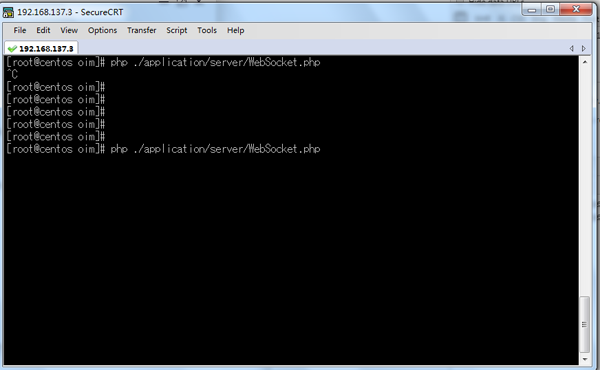 192.168.137.3 - SecureCRT
File Edit View Options Transfer Script Tools Help
192.168.137.3
[root@centos oim]# php ./application/server/WebSocket.php
^C
[root@centos oim]#
[root@centos oim]#
[root@centos oim]#
[root@centos oim]#
[root@centos oim]#
[root@centos oim]# php ./application/server/WebSocket.php